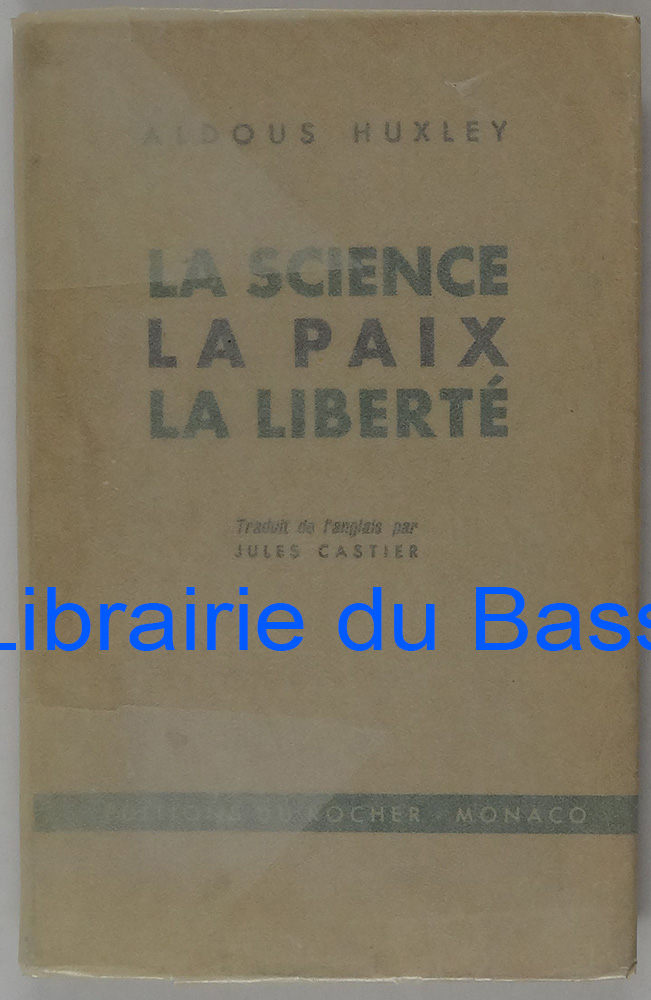 ALDOUS HUXLEY
LA SCIENCE
LA PAIX
LA LIBERTÉ
Traduit de l'anglais par
JULES CASTIER
Librairie du Bass
ÉDITIONS DU ROCHER - MONACO